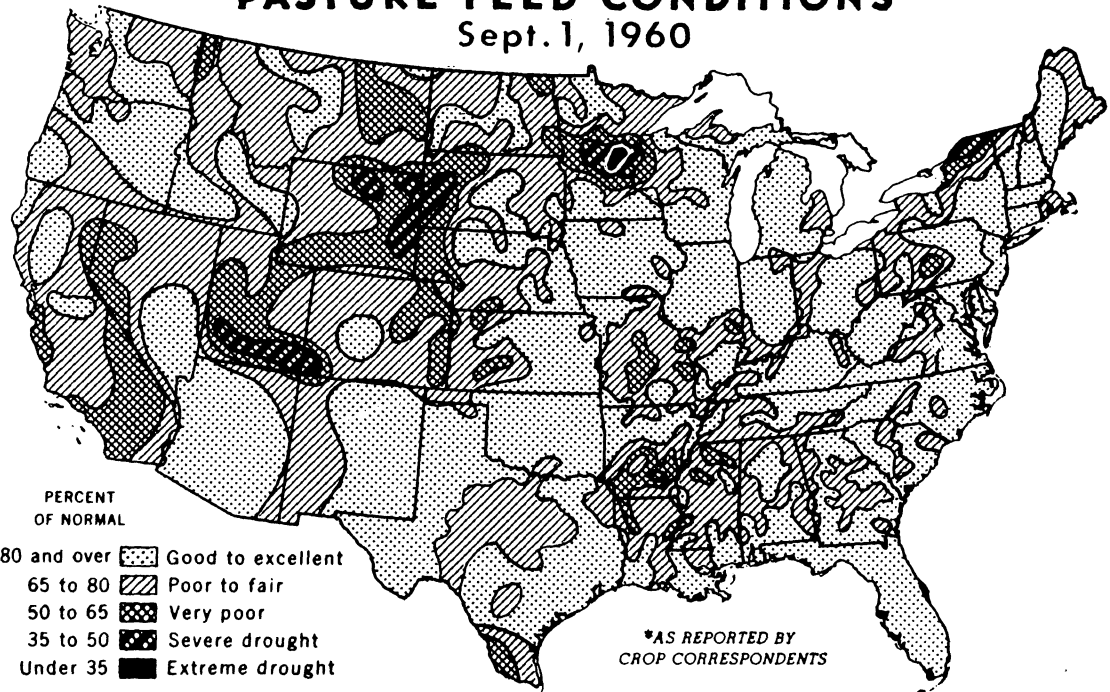 PASTURE FEED CONDITIONS
Sept. 1, 1960
PERCENT
OF NORMAL
80 and over Good to excellent
65 to 80 Poor to fair
50 to 65 Very poor
35 to 50 Severe drought
Under 35 Extreme drought
*AS REPORTED BY
CROP CORRESPONDENTS